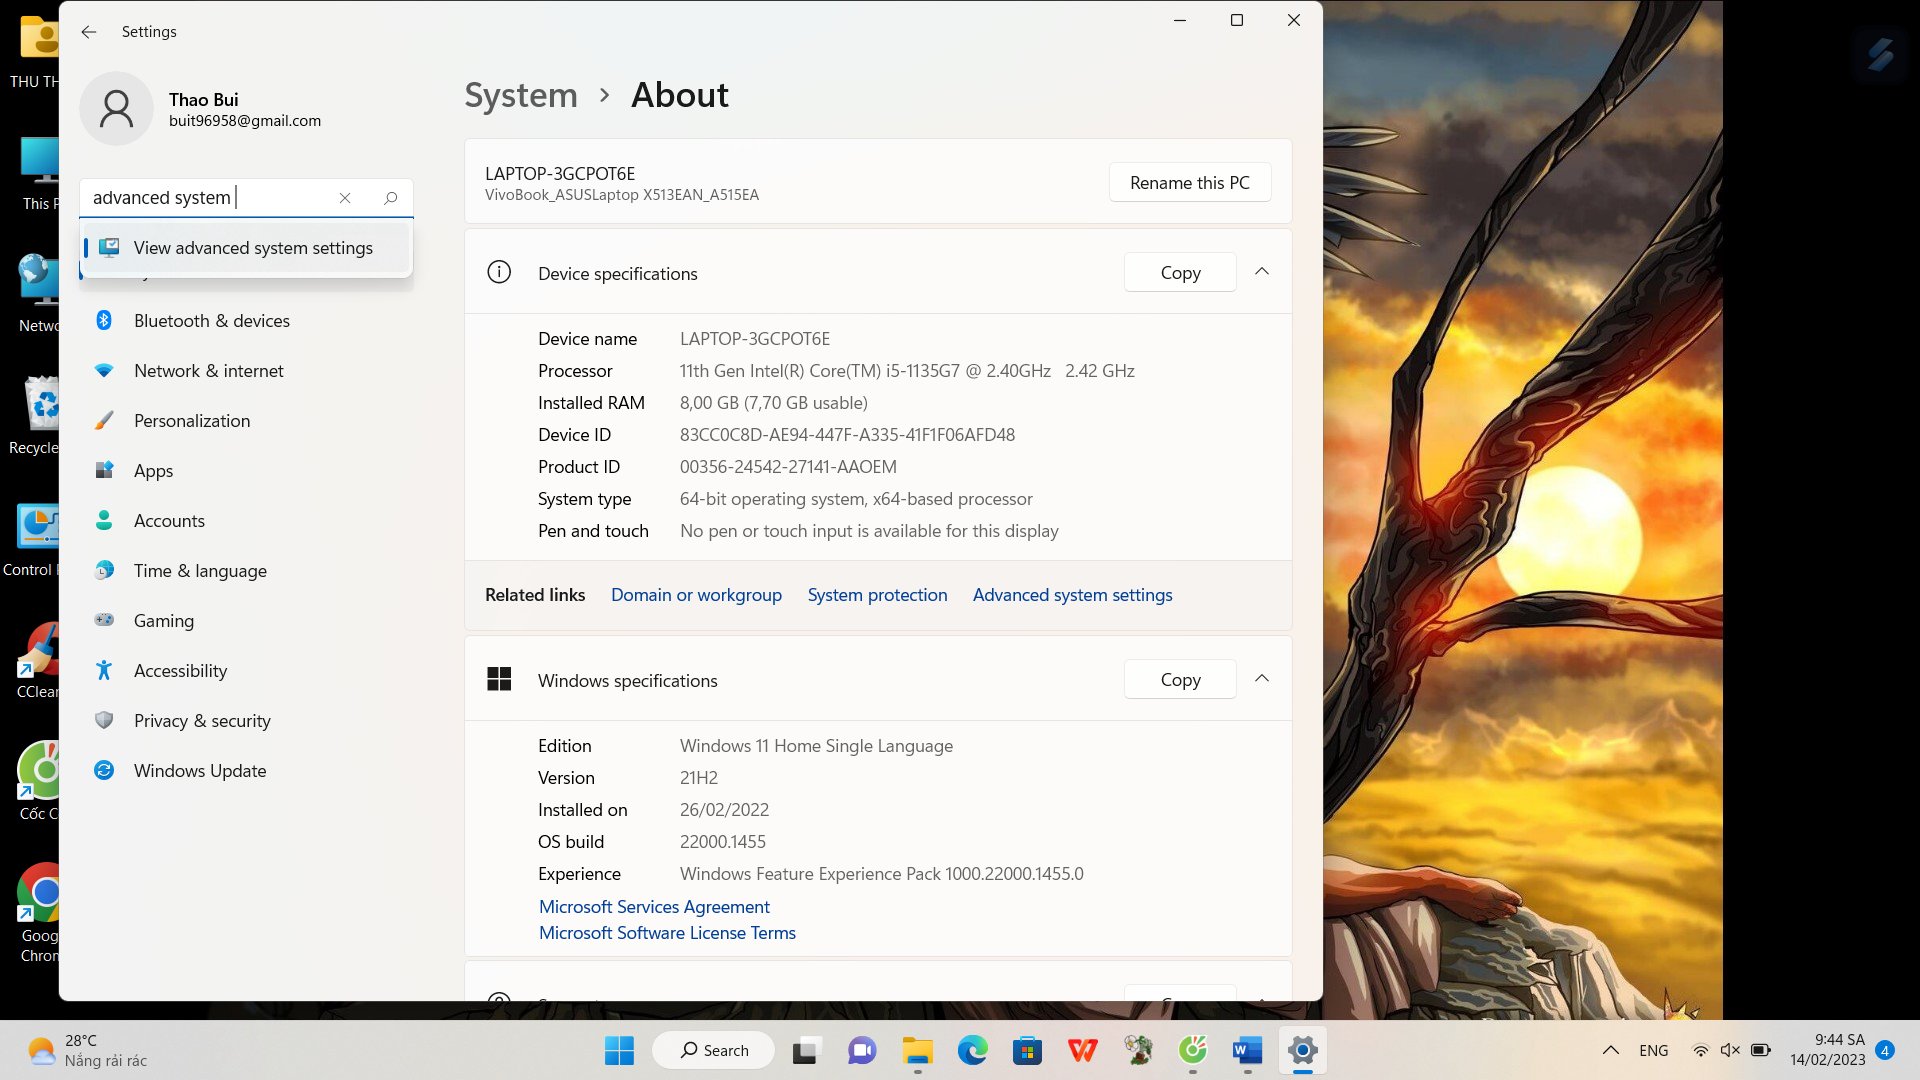 Settings
Thao Bui
buit96958@gmail.com
advanced system
View advanced system settings
Bluetooth & devices
Network & internet
Personalization
Apps
Accounts
Time & language
Gaming
Accessibility
Privacy & security
Windows Update
System > About
LAPTOP-3GCPOT6E
VivoBook_ASUSLaptop X513EAN_A515EA
Rename this PC
Device specifications
Copy
Device name LAPTOP-3GCPOT6E
Processor 11th Gen Intel(R) Core(TM) i5-1135G7 @ 2.40GHz 2.42 GHz
Installed RAM 8,00 GB (7,70 GB usable)
Device ID 83CC0C8D-AE94-447F-A335-41F1F06AFD48
Product ID 00356-24542-27141-AAOEM
System type 64-bit operating system, x64-based processor
Pen and touch No pen or touch input is available for this display
Related links Domain or workgroup System protection Advanced system settings
Windows specifications
Copy
Edition Windows 11 Home Single Language
Version 21H2
Installed on 26/02/2022
OS build 22000.1455
Experience Windows Feature Experience Pack 1000.22000.1455.0
Microsoft Services Agreement
Microsoft Software License Terms
THU TH
This P
Netwo
Recycle
Control
CClean
Cốc C
Goog
Chrom
28°C
Nắng rải rác
Search
ENG
9:44 SA
14/02/2023
4